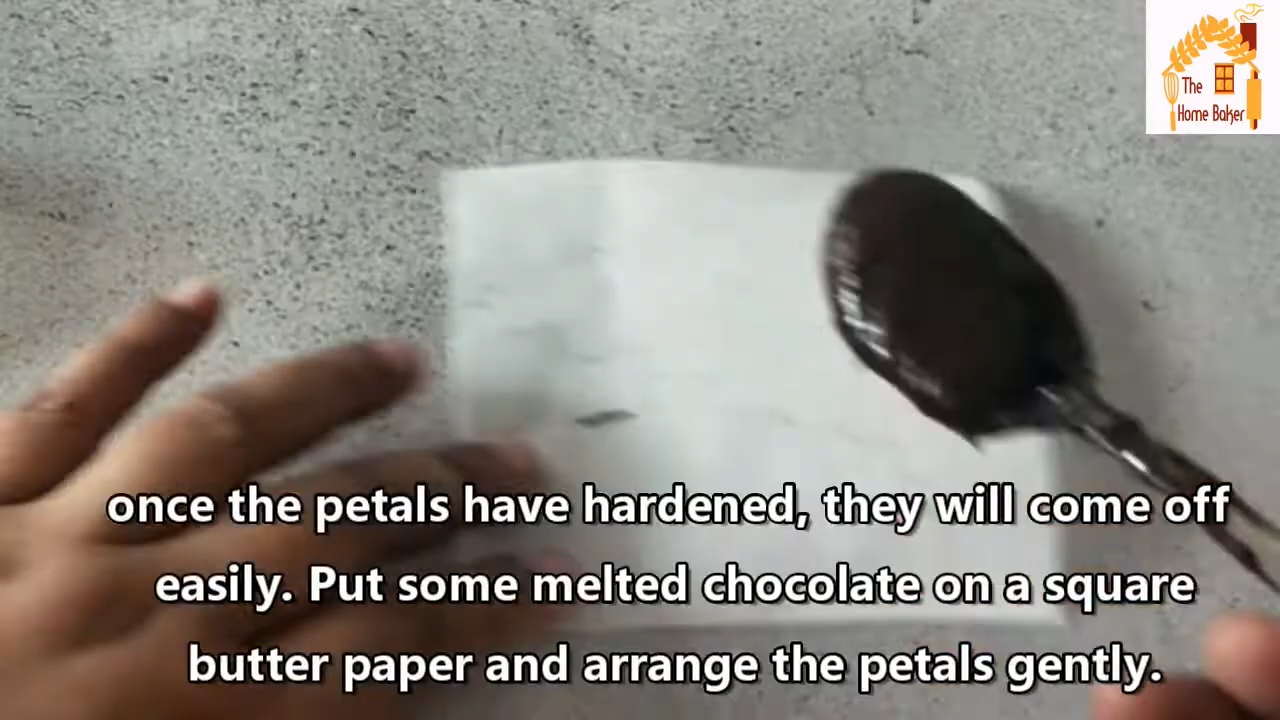 The
Home Baker
once the petals have hardened, they will come off
easily. Put some melted chocolate on a square
butter paper and arrange the petals gently.